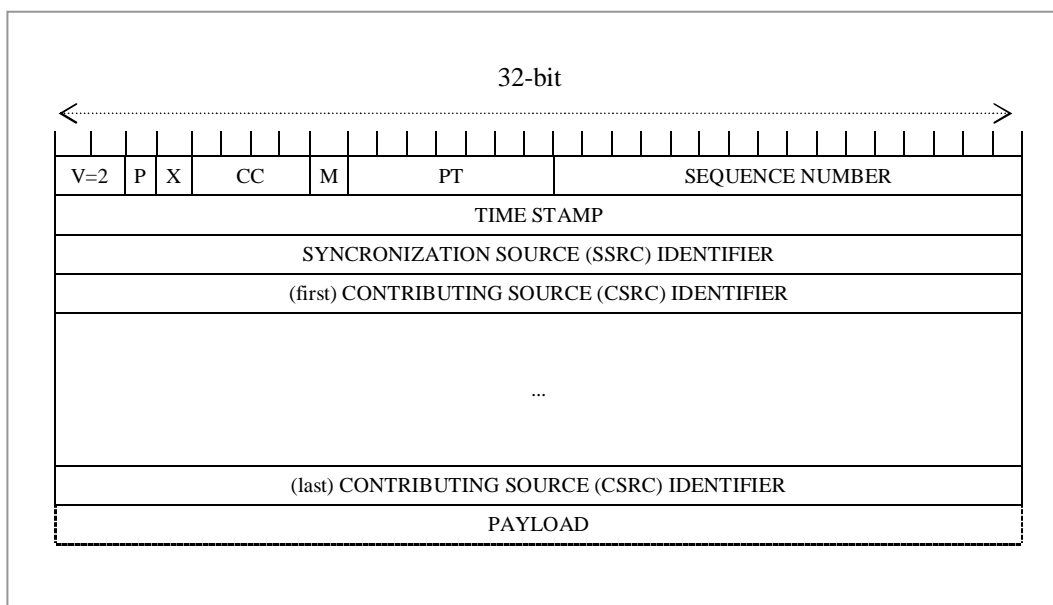 32-bit
V=2 P X CC M PT SEQUENCE NUMBER
TIME STAMP
SYNCRONIZATION SOURCE (SSRC) IDENTIFIER
(first) CONTRIBUTING SOURCE (CSRC) IDENTIFIER
...
(last) CONTRIBUTING SOURCE (CSRC) IDENTIFIER
PAYLOAD